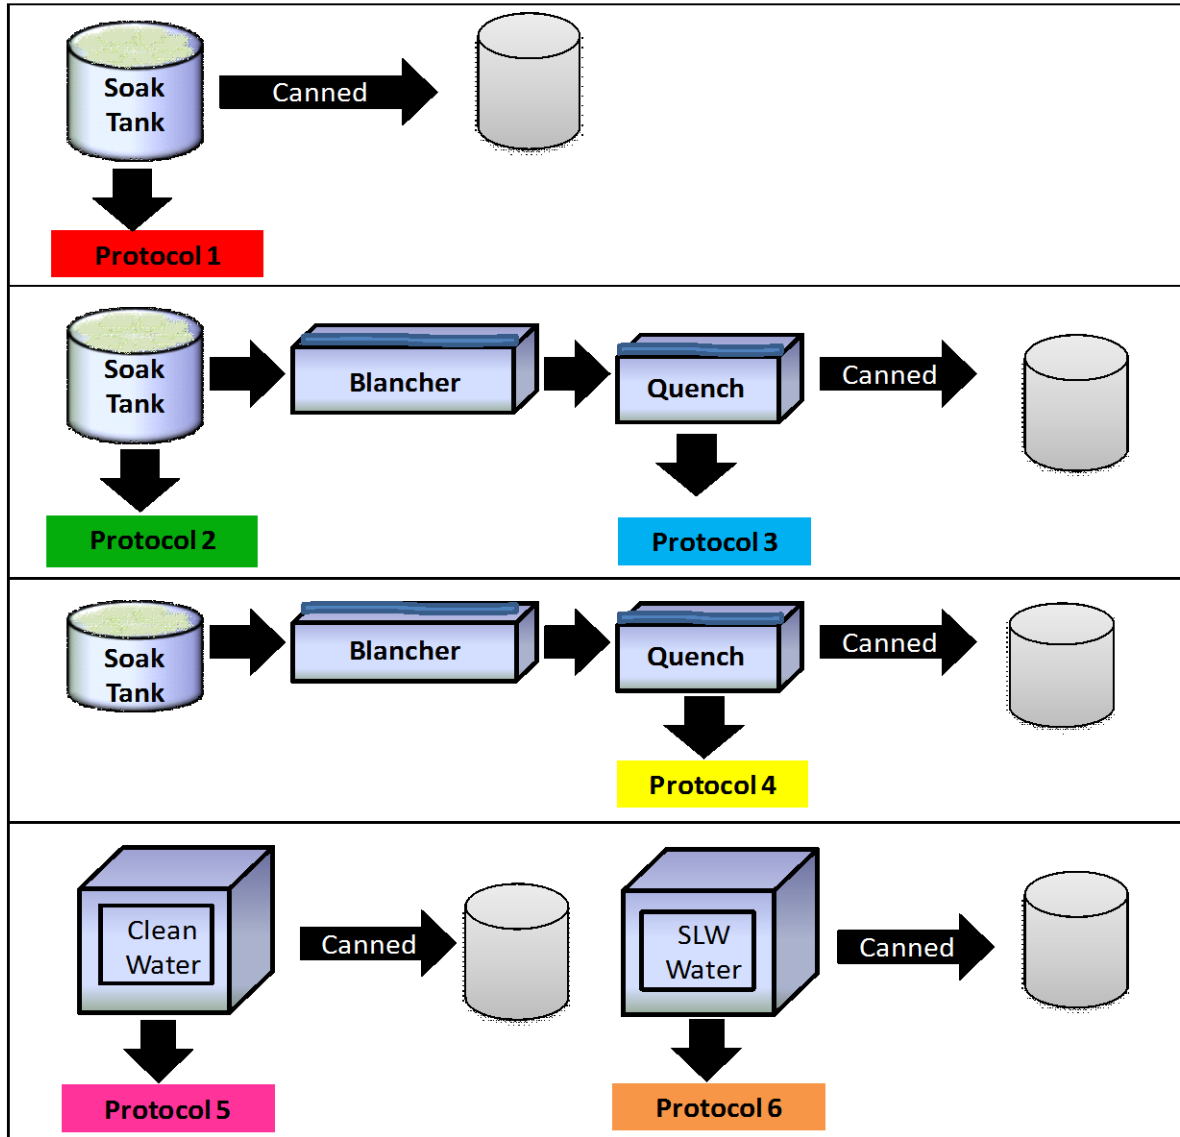 Soak
Tank
Canned
Protocol 1
Soak
Tank
Blancher
Quench
Canned
Protocol 2
Protocol 3
Soak
Tank
Blancher
Quench
Canned
Protocol 4
Clean
Water
Canned
SLW
Water
Canned
Protocol 5
Protocol 6